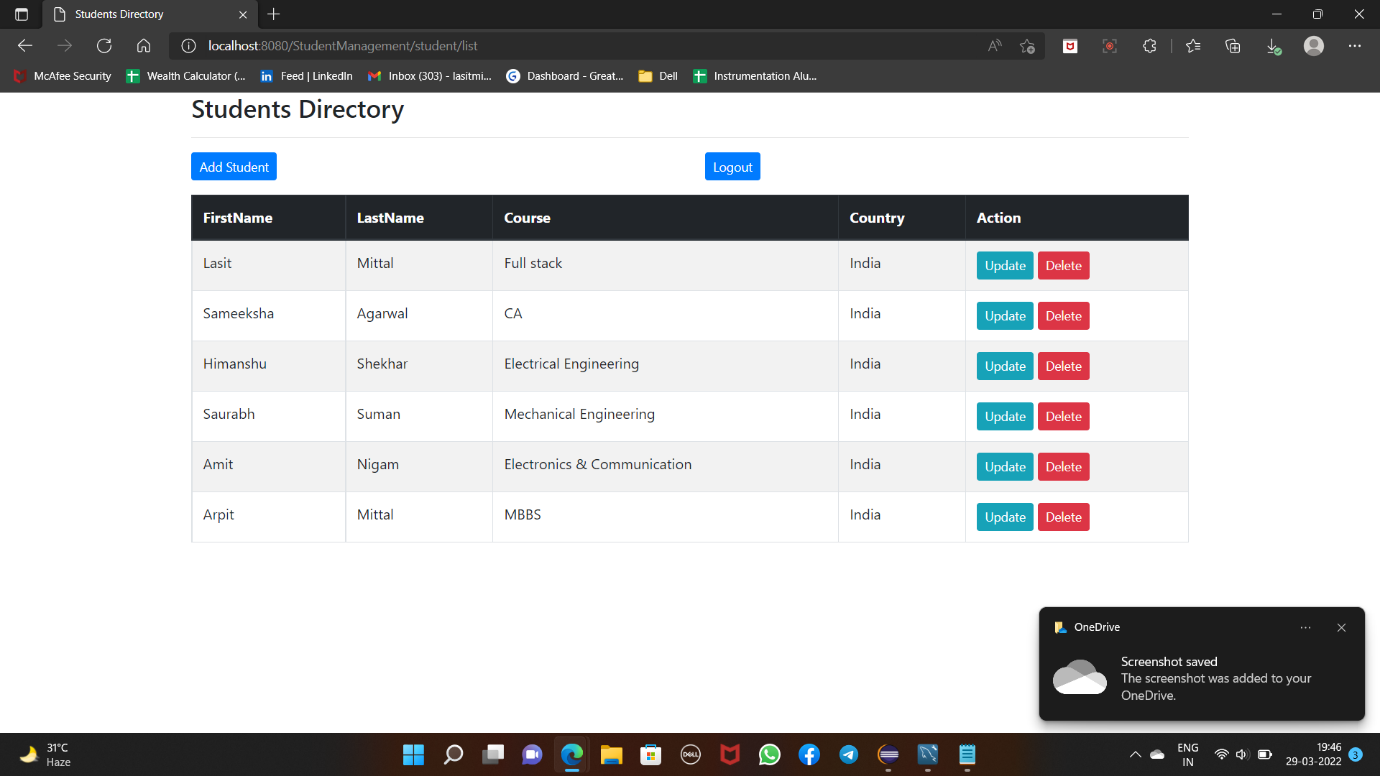 Students Directory
localhost:8080/StudentManagement/student/list
McAfee Security Wealth Calculator (... Feed | LinkedIn Inbox (303) - lasitmi... Dashboard - Great... Dell Instrumentation Alu...
Students Directory
Add Student Logout
FirstName LastName Course Country Action
Lasit Mittal Full stack India Update Delete
Sameeksha Agarwal CA India Update Delete
Himanshu Shekhar Electrical Engineering India Update Delete
Saurabh Suman Mechanical Engineering India Update Delete
Amit Nigam Electronics & Communication India Update Delete
Arpit Mittal MBBS India Update Delete
OneDrive
Screenshot saved
The screenshot was added to your
OneDrive.
31°C
Haze
DELL
ENG
IN
19:46
29-03-2022
3